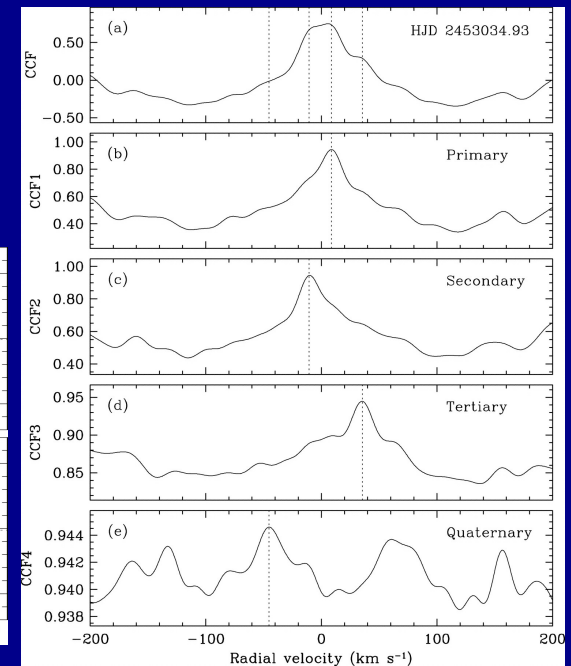 (a)
HJD 2453034.93
CCF
0.50
0.00
−0.50
(b)
Primary
CCF1
1.00
0.80
0.60
0.40
(c)
Secondary
CCF2
1.00
0.80
0.60
0.40
(d)
Tertiary
CCF3
0.95
0.90
0.85
(e)
Quaternary
CCF4
0.944
0.942
0.940
0.938
−200 −100 0 100 200
Radial velocity (km s⁻¹)